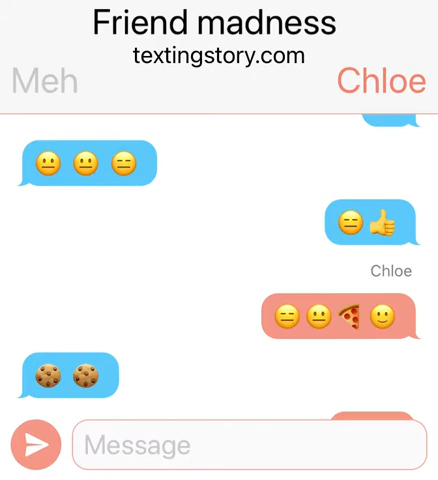 Friend madness
textingstory.com
Meh Chloe
😐 😐 😑
😑👍
Chloe
😑😐🍕🙂
🍪 🍪
Message